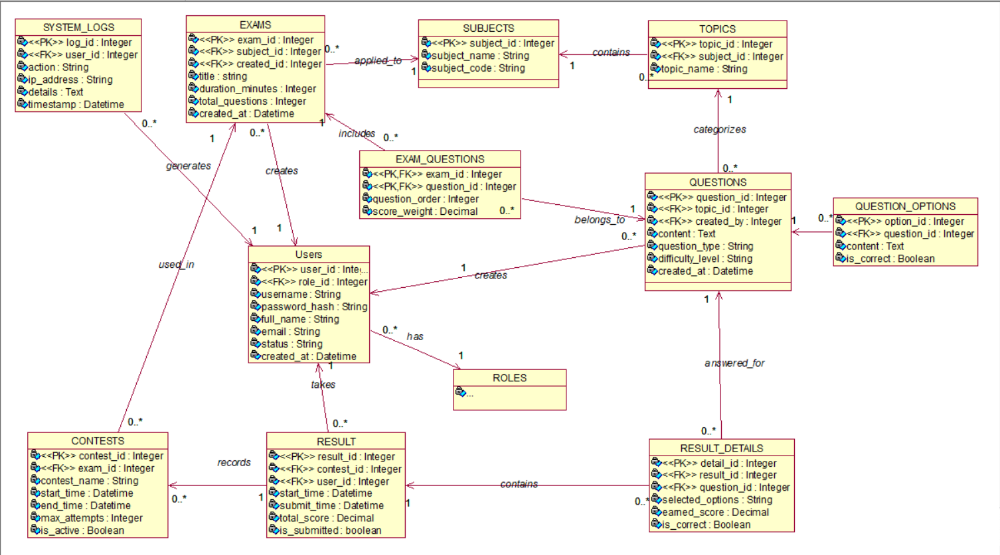 SYSTEM_LOGS
<<PK>> log_id : Integer
<<FK>> user_id : Integer
action : String
ip_address : String
details : Text
timestamp : Datetime
EXAMS
<<PK>> exam_id : Integer
<<FK>> subject_id : Integer
<<FK>> created_id : Integer
title : string
duration_minutes : Integer
total_questions : Integer
created_at : Datetime
0..*
applied_to
1
SUBJECTS
<<PK>> subject_id : Integer
subject_name : String
subject_code : String
contains
1
0..*
TOPICS
<<PK>> topic_id : Integer
<<FK>> subject_id : Integer
topic_name : String
0..*
generates
1
1
used_in
0..*
0..*
creates
1
1
includes
0..*
EXAM_QUESTIONS
<<PK,FK>> exam_id : Integer
<<PK,FK>> question_id : Integer
question_order : Integer
score_weight : Decimal
0..*
belongs_to
1
1
categorizes
0..*
QUESTIONS
<<PK>> question_id : Integer
<<FK>> topic_id : Integer
<<FK>> created_by : Integer
content : Text
question_type : String
difficulty_level : String
created_at : Datetime
1
0..*
QUESTION_OPTIONS
<<PK>> option_id : Integer
<<FK>> question_id : Integer
content : Text
is_correct : Boolean
0..*
1
creates
Users
<<PK>> user_id : Inte...
<<FK>> role_id : Integer
username : String
password_hash : String
full_name : String
email : String
status : String
created_at : Datetime
0..*
has
1
ROLES
...
1
takes
0..*
1
answered_for
0..*
CONTESTS
<<PK>> contest_id : Integer
<<FK>> exam_id : Integer
contest_name : String
start_time : Datetime
end_time : Datetime
max_attempts : Integer
is_active : Boolean
records
0..*
1
RESULT
<<PK>> result_id : Integer
<<FK>> contest_id : Integer
<<FK>> user_id : Integer
start_time : Datetime
submit_time : Datetime
total_score : Decimal
is_submitted : boolean
1
contains
0..*
RESULT_DETAILS
<<PK>> detail_id : Integer
<<FK>> result_id : Integer
<<FK>> question_id : Integer
selected_options : String
earned_score : Decimal
is_correct : Boolean